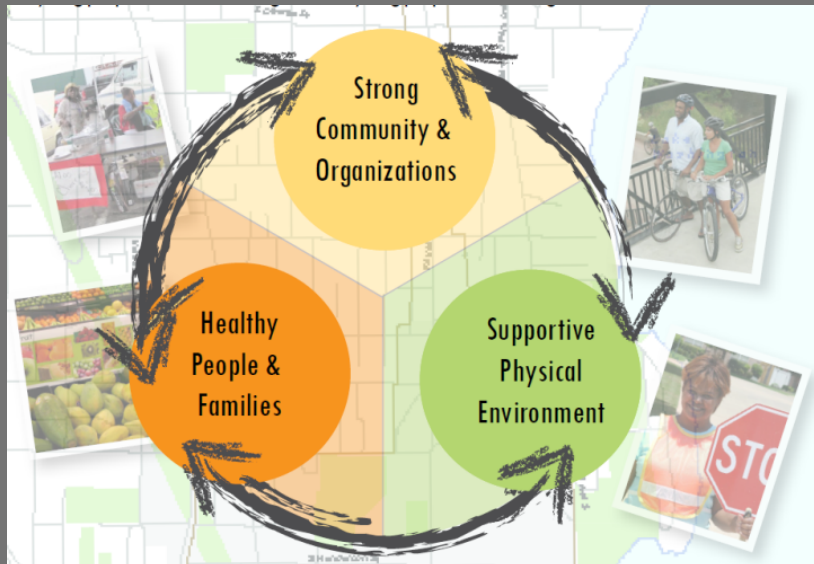 Strong
Community &
Organizations
Healthy
People &
Families
Supportive
Physical
Environment
STO